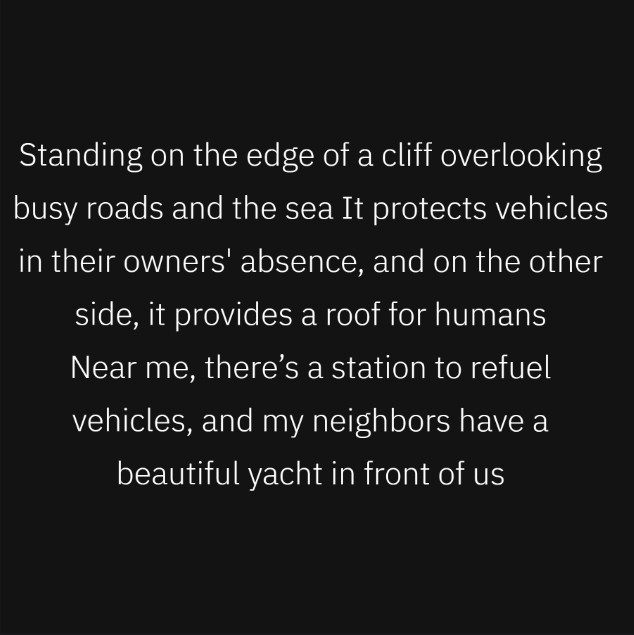 Standing on the edge of a cliff overlooking
busy roads and the sea It protects vehicles
in their owners' absence, and on the other
side, it provides a roof for humans
Near me, there’s a station to refuel
vehicles, and my neighbors have a
beautiful yacht in front of us